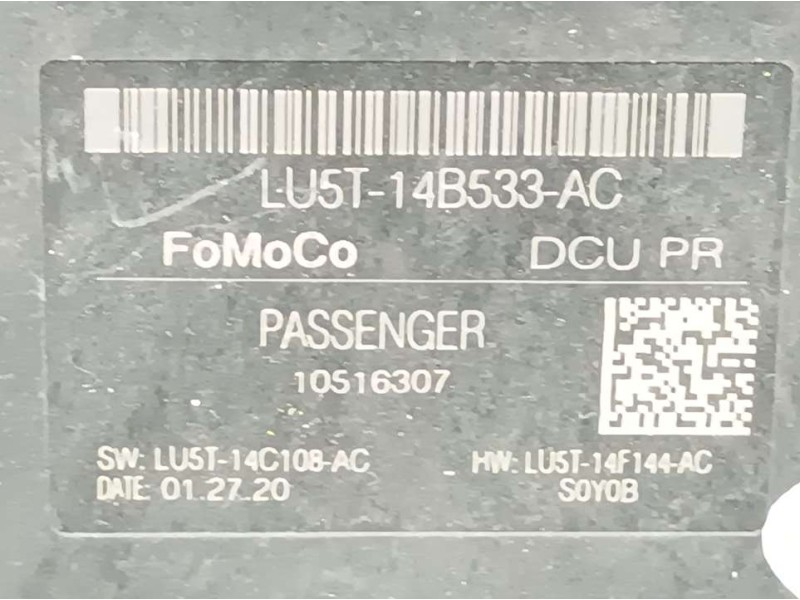 LU5T-14B533-AC
FoMoCo DCU PR
PASSENGER
10516307
SW: LU5T-14C108-AC HW: LU5T-14F144-AC
DATE: 01.27.20 S0Y0B